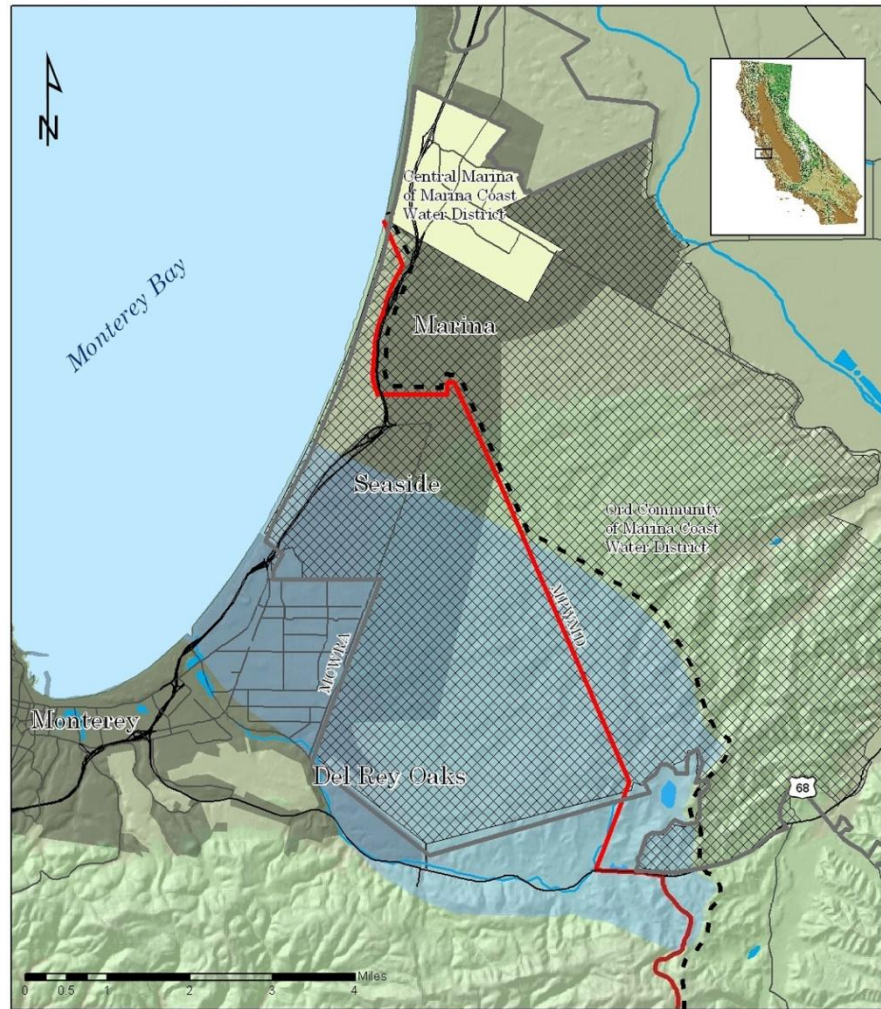 N
Central Marina
of Marina Coast
Water District
Monterey Bay
Marina
Seaside
Ord Community
of Marina Coast
Water District
MPWMD
MCWRA
Monterey
Del Rey Oaks
68
Miles
0 0.5 1 2 3 4